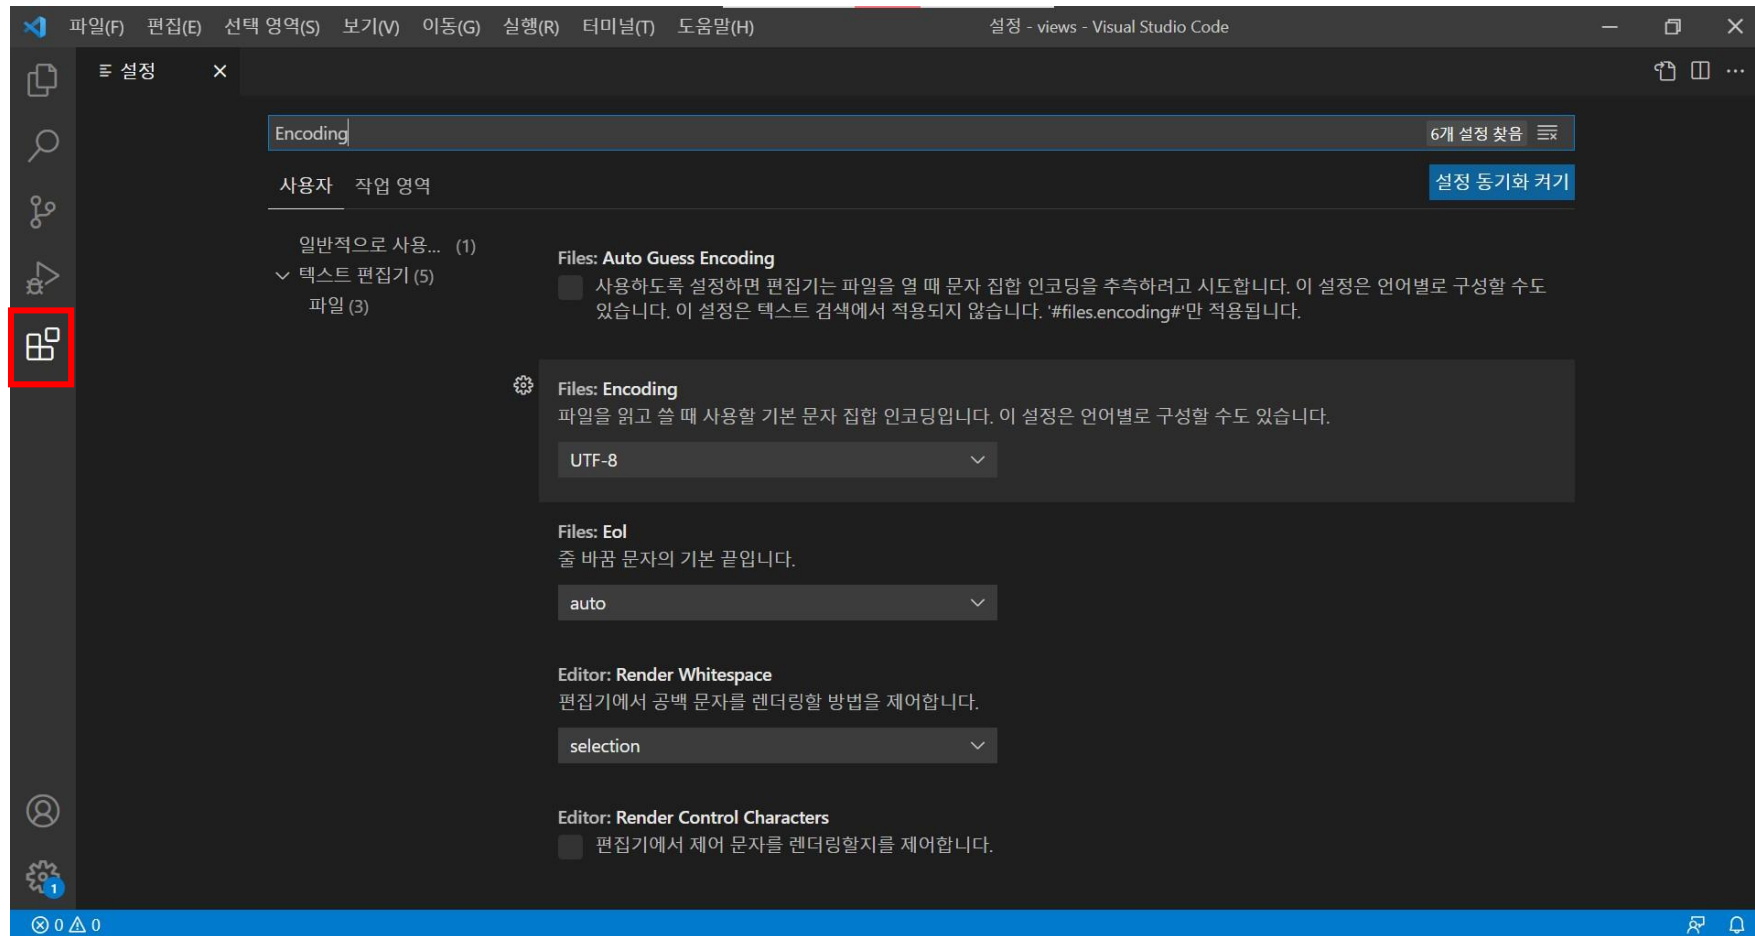 파일(F) 편집(E) 선택 영역(S) 보기(V) 이동(G) 실행(R) 터미널(T) 도움말(H) 설정 - views - Visual Studio Code
설정
Encoding
6개 설정 찾음
사용자 작업 영역
설정 동기화 켜기
일반적으로 사용... (1)
텍스트 편집기 (5)
파일 (3)
Files: Auto Guess Encoding
사용하도록 설정하면 편집기는 파일을 열 때 문자 집합 인코딩을 추측하려고 시도합니다. 이 설정은 언어별로 구성할 수도
있습니다. 이 설정은 텍스트 검색에서 적용되지 않습니다. '#files.encoding#'만 적용됩니다.
Files: Encoding
파일을 읽고 쓸 때 사용할 기본 문자 집합 인코딩입니다. 이 설정은 언어별로 구성할 수도 있습니다.
UTF-8
Files: Eol
줄 바꿈 문자의 기본 끝입니다.
auto
Editor: Render Whitespace
편집기에서 공백 문자를 렌더링할 방법을 제어합니다.
selection
Editor: Render Control Characters
편집기에서 제어 문자를 렌더링할지를 제어합니다.
1
0 0